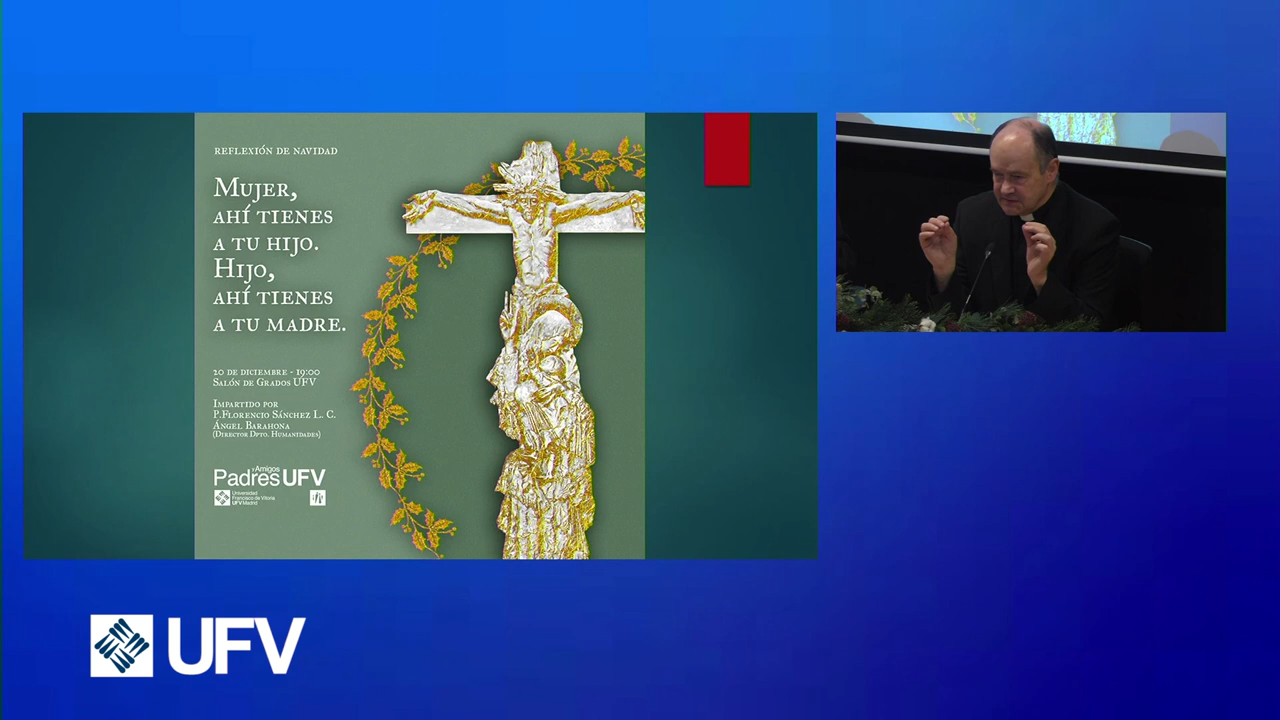 REFLEXIÓN DE NAVIDAD
MUJER,
AHÍ TIENES
A TU HIJO.
HIJO,
AHÍ TIENES
A TU MADRE.
20 DE DICIEMBRE - 19:00
SALÓN DE GRADOS UFV
IMPARTIDO POR
P.FLORENCIO SÁNCHEZ L. C.
ÁNGEL BARAHONA
(DIRECTOR DPTO. HUMANIDADES)
y Amigos
Padres UFV
Universidad
Francisco de Vitoria
UFV Madrid
UFV